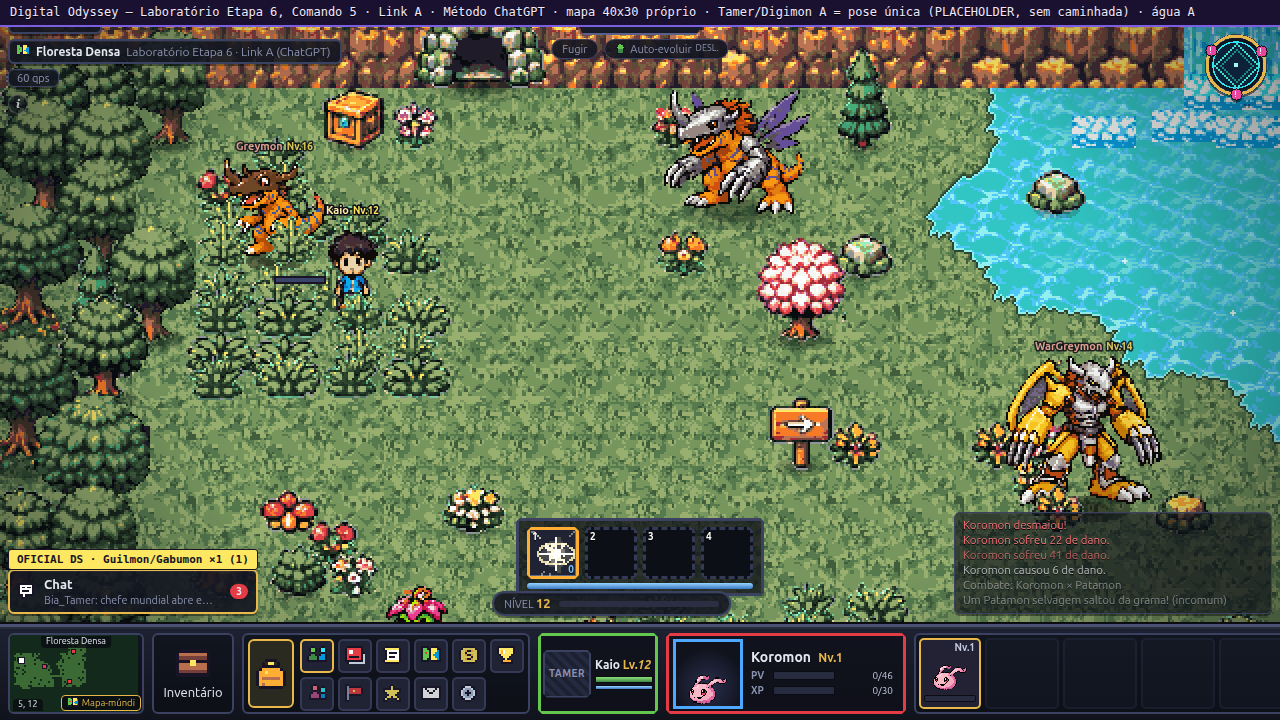 Digital Odyssey — Laboratório Etapa 6, Comando 5 · Link A · Método ChatGPT · mapa 40x30 próprio · Tamer/Digimon A = pose única (PLACEHOLDER, sem caminhada) · água A
Floresta Densa Laboratório Etapa 6 · Link A (ChatGPT)
Fugir
Auto-evoluir DESL.
60 qps
i
Greymon Nv.16
Kaio Nv.12
WarGreymon Nv.14
OFICIAL DS · Guilmon/Gabumon ×1 (1)
Chat
Bia_Tamer: chefe mundial abre e…
3
1 2 3 4
0
NÍVEL 12
Koromon desmaiou!
Koromon sofreu 22 de dano.
Koromon sofreu 41 de dano.
Koromon causou 6 de dano.
Combate: Koromon × Patamon
Um Patamon selvagem saltou da grama! (incomum)
Floresta Densa
5, 12
Mapa-múndi
Inventário
TAMER
Kaio Lv.12
Koromon Nv.1
PV 0/46
XP 0/30
Nv.1